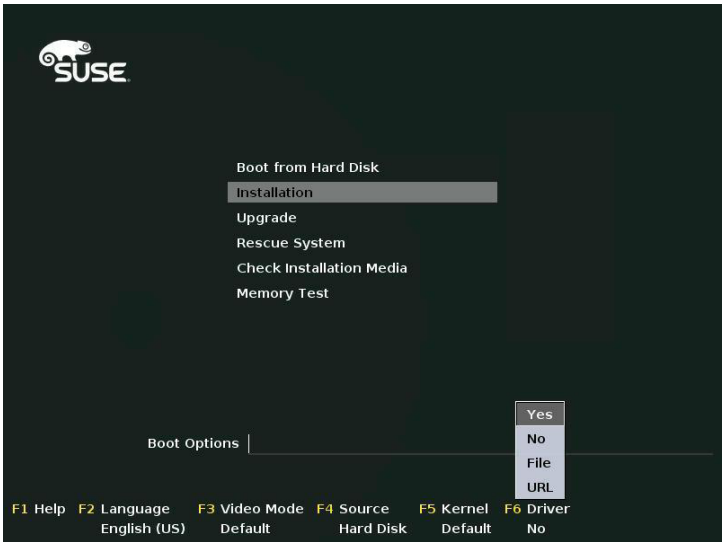 SUSE
Boot from Hard Disk
Installation
Upgrade
Rescue System
Check Installation Media
Memory Test
Yes
Boot Options No
File
URL
F1 Help F2 Language F3 Video Mode F4 Source F5 Kernel F6 Driver
English (US) Default Hard Disk Default No